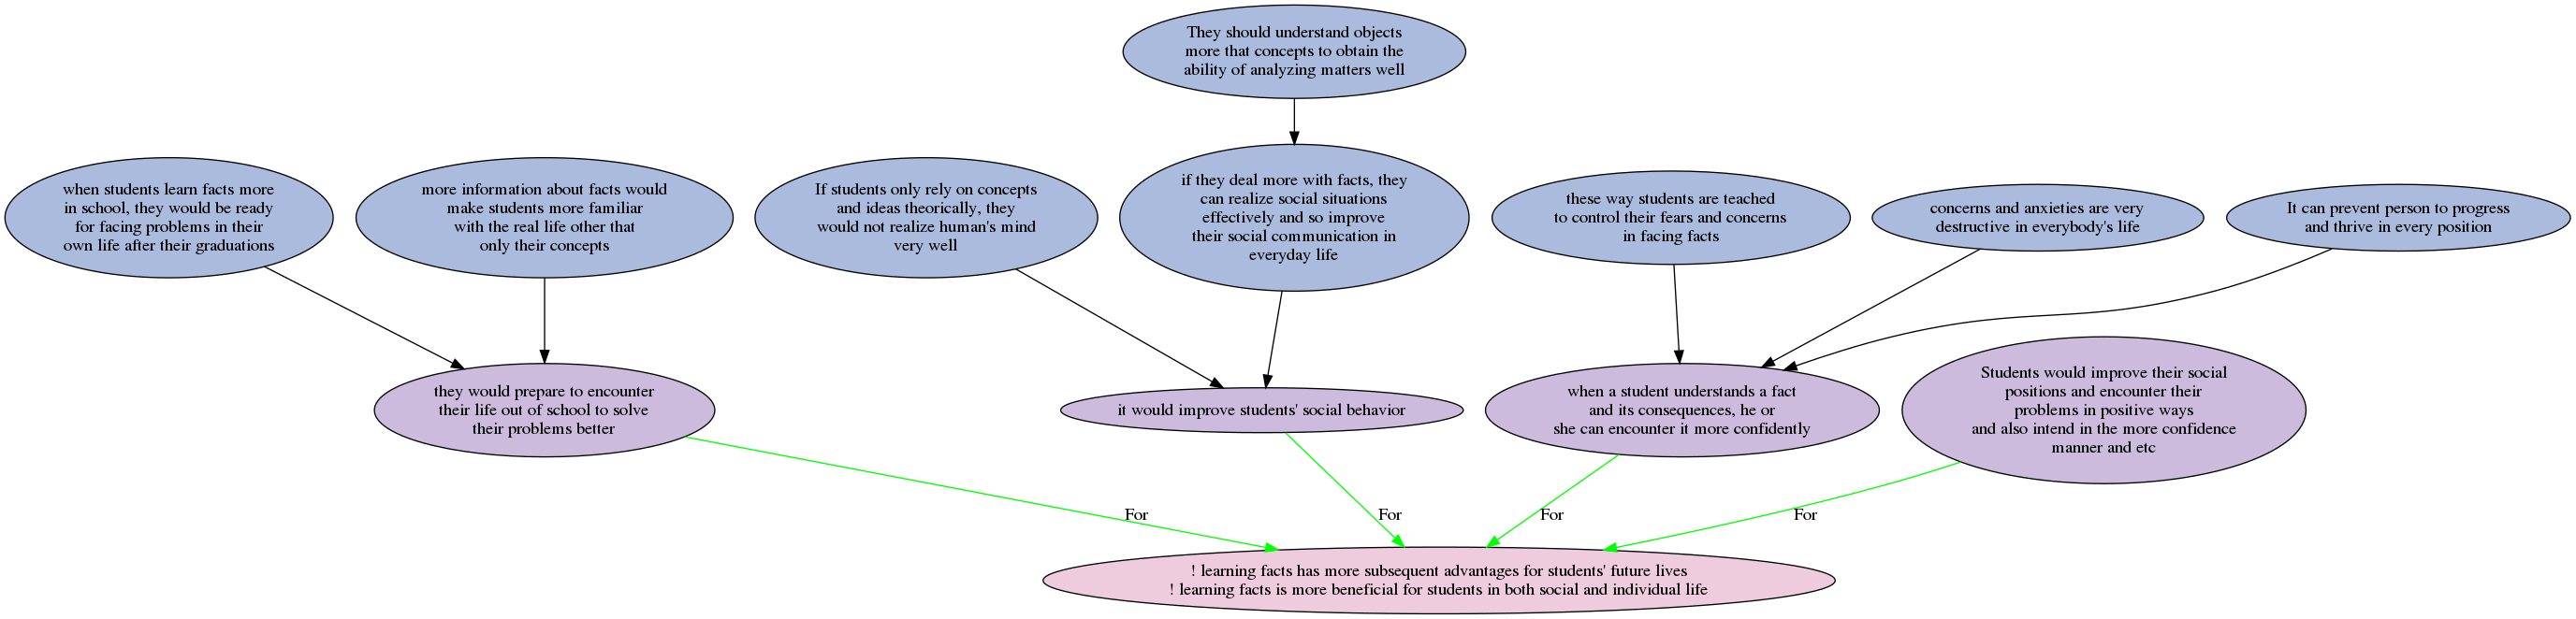 They should understand objects
more that concepts to obtain the
ability of analyzing matters well
when students learn facts more
in school, they would be ready
for facing problems in their
own life after their graduations
more information about facts would
make students more familiar
with the real life other that
only their concepts
If students only rely on concepts
and ideas theorically, they
would not realize human's mind
very well
if they deal more with facts, they
can realize social situations
effectively and so improve
their social communication in
everyday life
these way students are teached
to control their fears and concerns
in facing facts
concerns and anxieties are very
destructive in everybody's life
It can prevent person to progress
and thrive in every position
they would prepare to encounter
their life out of school to solve
their problems better
it would improve students' social behavior
when a student understands a fact
and its consequences, he or
she can encounter it more confidently
Students would improve their social
positions and encounter their
problems in positive ways
and also intend in the more confidence
manner and etc
For
For
For
For
! learning facts has more subsequent advantages for students' future lives
! learning facts is more beneficial for students in both social and individual life